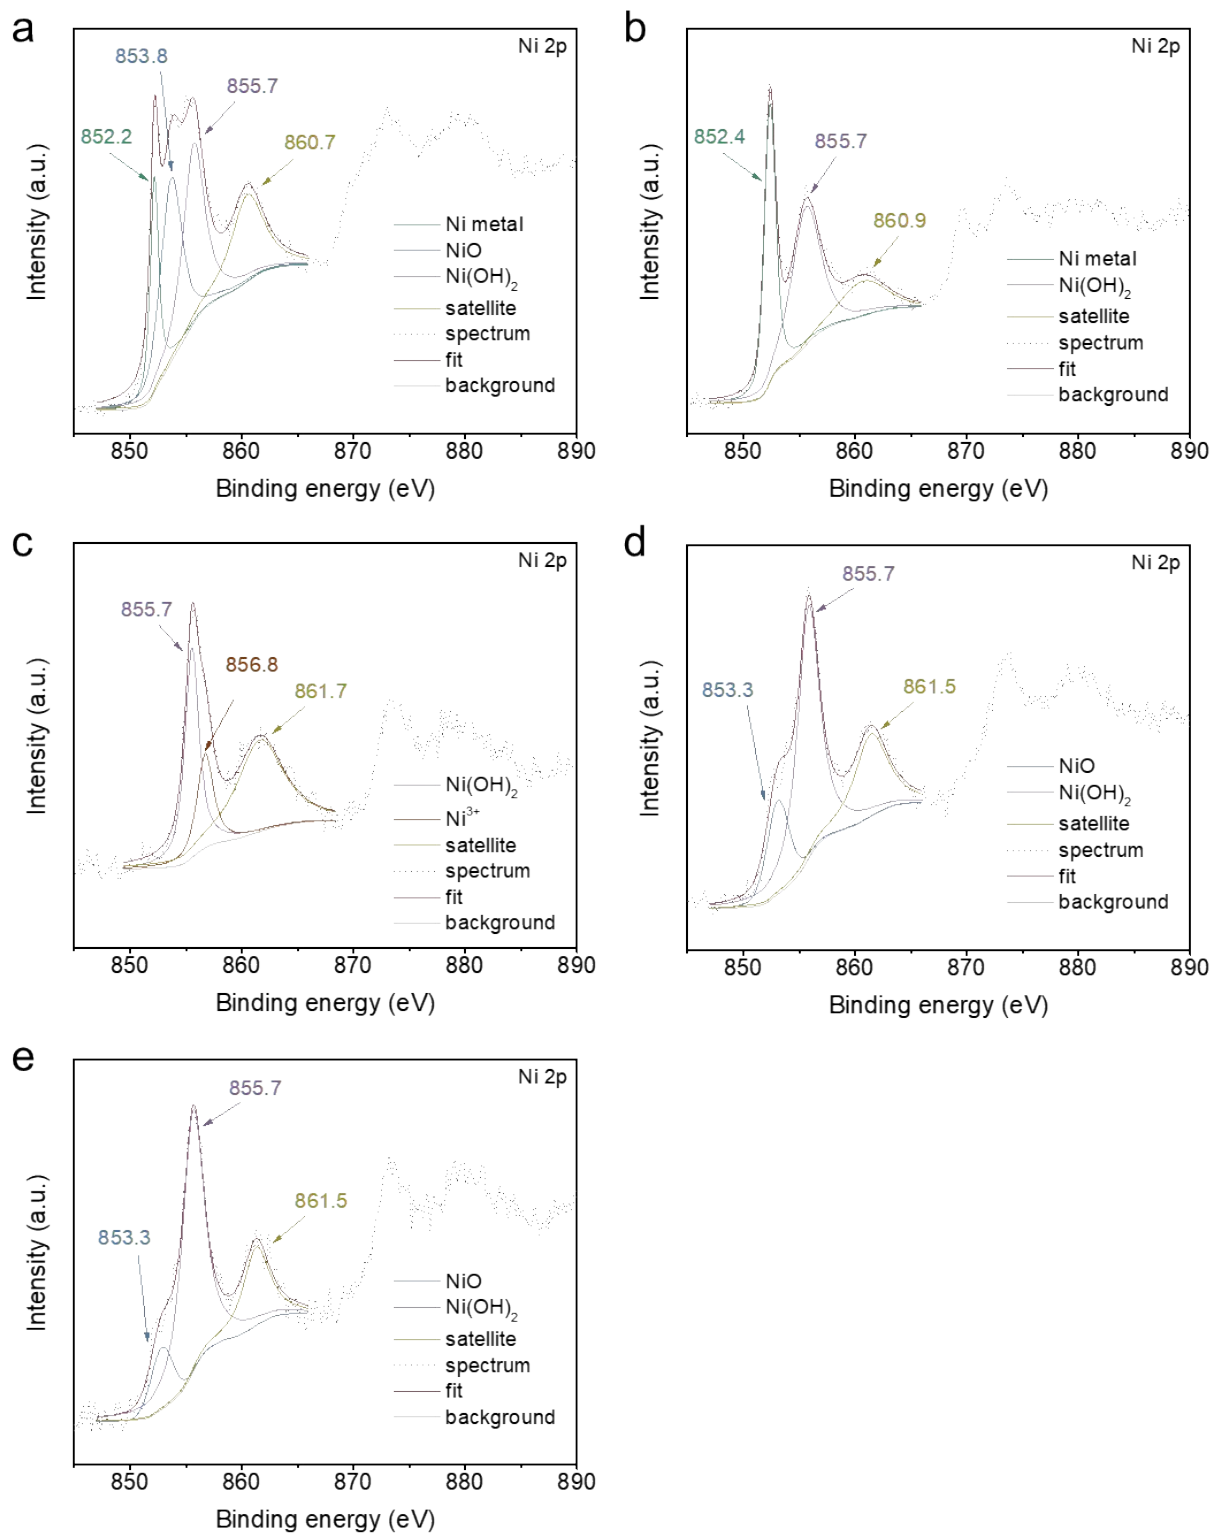 a
Ni 2p
853.8
855.7
852.2
860.7
Ni metal
NiO
Ni(OH)2
satellite
spectrum
fit
background
Intensity (a.u.)
850 860 870 880 890
Binding energy (eV)
b
Ni 2p
852.4
855.7
860.9
Ni metal
Ni(OH)2
satellite
spectrum
fit
background
Intensity (a.u.)
850 860 870 880 890
Binding energy (eV)
c
Ni 2p
855.7
856.8
861.7
Ni(OH)2
Ni3+
satellite
spectrum
fit
background
Intensity (a.u.)
850 860 870 880 890
Binding energy (eV)
d
Ni 2p
855.7
853.3
861.5
NiO
Ni(OH)2
satellite
spectrum
fit
background
Intensity (a.u.)
850 860 870 880 890
Binding energy (eV)
e
Ni 2p
855.7
861.5
853.3
NiO
Ni(OH)2
satellite
spectrum
fit
background
Intensity (a.u.)
850 860 870 880 890
Binding energy (eV)